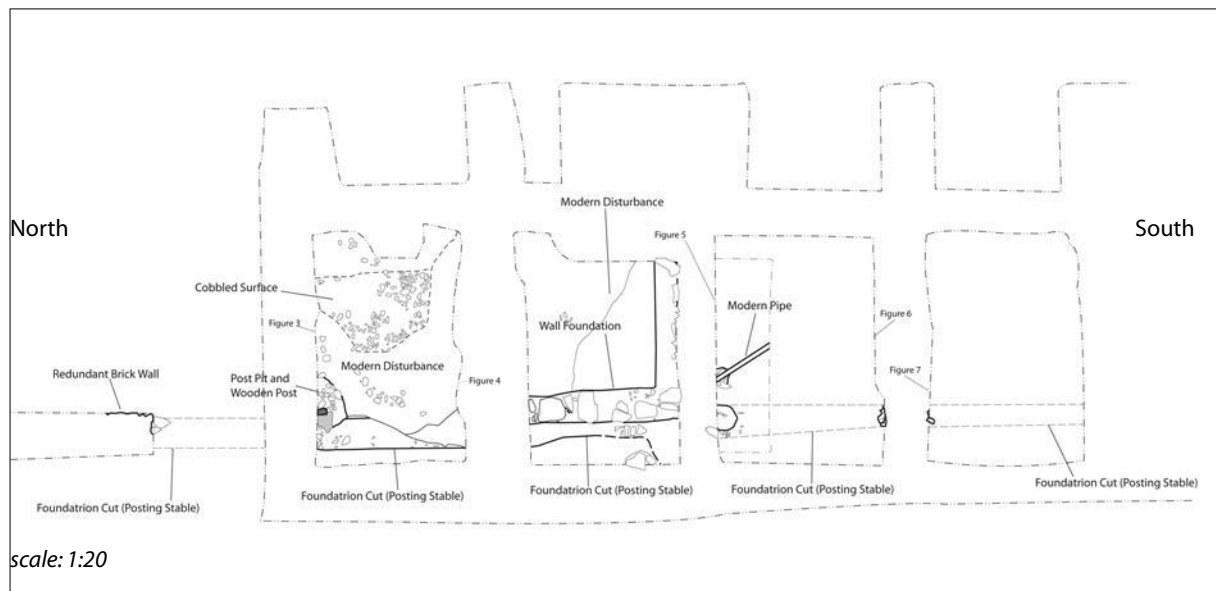 Modern Disturbance
North
South
Figure 5
Cobbled Surface
Modern Pipe
Figure 3
Wall Foundation
Figure 6
Modern Disturbance
Redundant Brick Wall
Post Pit and
Wooden Post
Figure 4
Figure 7
Foundatrion Cut (Posting Stable)
Foundatrion Cut (Posting Stable)
Foundatrion Cut (Posting Stable)
Foundatrion Cut (Posting Stable)
Foundatrion Cut (Posting Stable)
scale: 1:20